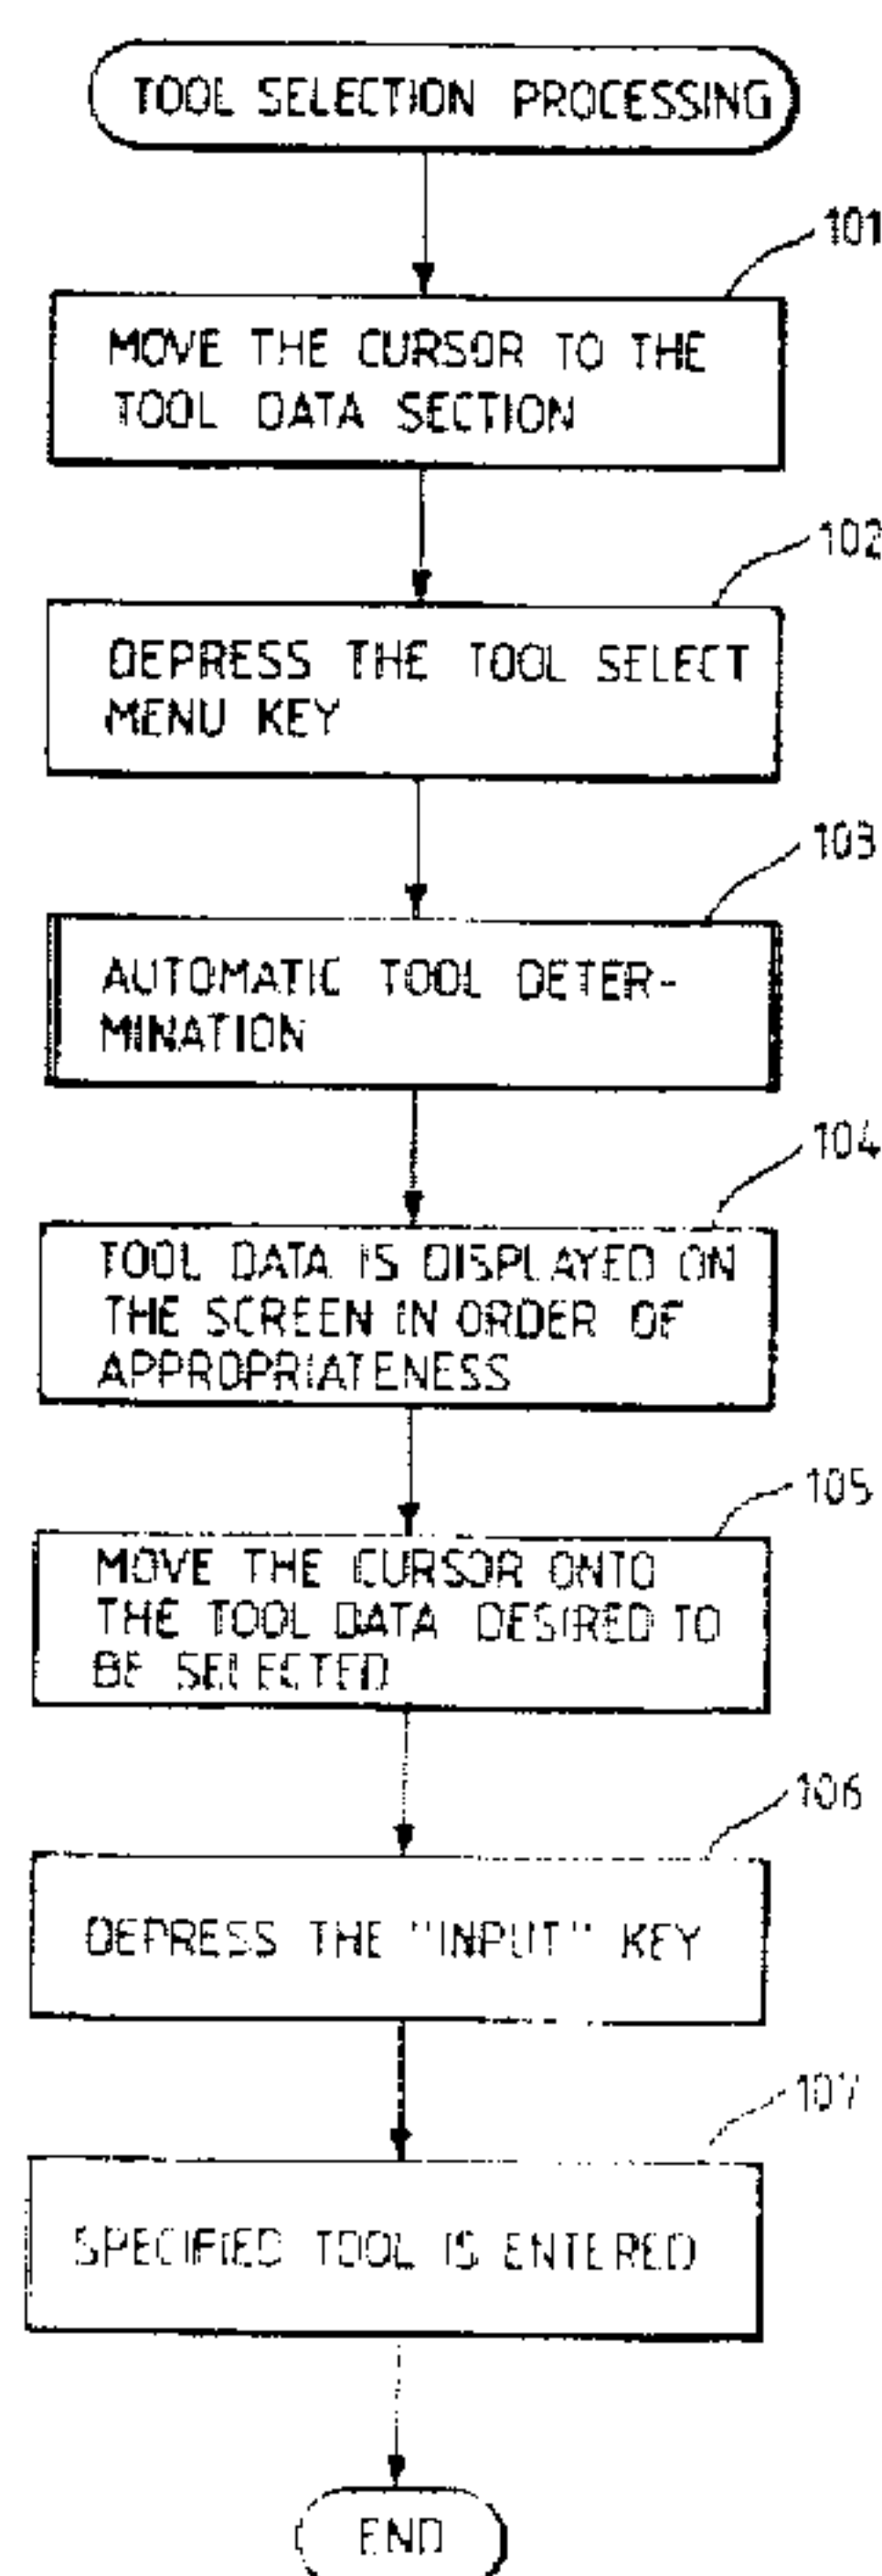 TOOL SELECTION PROCESSING
101
MOVE THE CURSOR TO THE
TOOL DATA SECTION
102
DEPRESS THE TOOL SELECT
MENU KEY
103
AUTOMATIC TOOL DETER-
MINATION
104
TOOL DATA IS DISPLAYED ON
THE SCREEN IN ORDER OF
APPROPRIATENESS
105
MOVE THE CURSOR ONTO
THE TOOL DATA DESIRED TO
BE SELECTED
106
DEPRESS THE "INPUT" KEY
107
SPECIFIED TOOL IS ENTERED
END